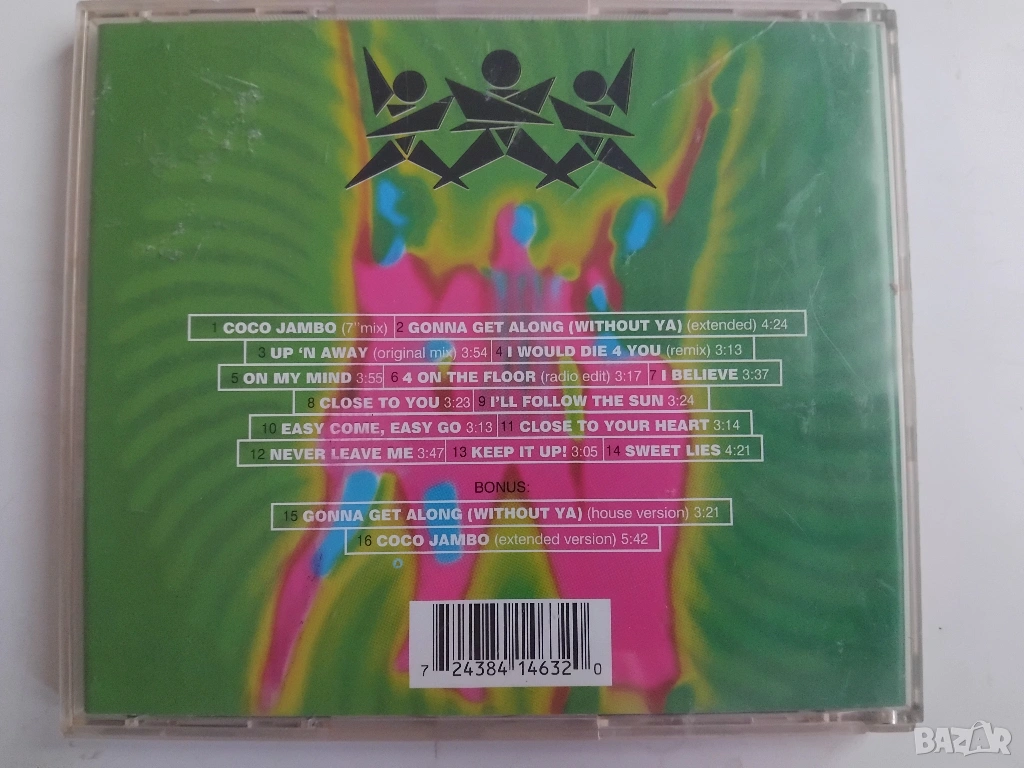 1 COCO JAMBO (7"mix) 2 GONNA GET ALONG (WITHOUT YA) (extended) 4:24
3 UP 'N AWAY (original mix) 3:54 4 I WOULD DIE 4 YOU (remix) 3:13
5 ON MY MIND 3:55 6 4 ON THE FLOOR (radio edit) 3:17 7 I BELIEVE 3:37
8 CLOSE TO YOU 3:23 9 I'LL FOLLOW THE SUN 3:24
10 EASY COME, EASY GO 3:13 11 CLOSE TO YOUR HEART 3:14
12 NEVER LEAVE ME 3:47 13 KEEP IT UP! 3:05 14 SWEET LIES 4:21
BONUS:
15 GONNA GET ALONG (WITHOUT YA) (house version) 3:21
16 COCO JAMBO (extended version) 5:42
7 24384 14632 0
BAZAR